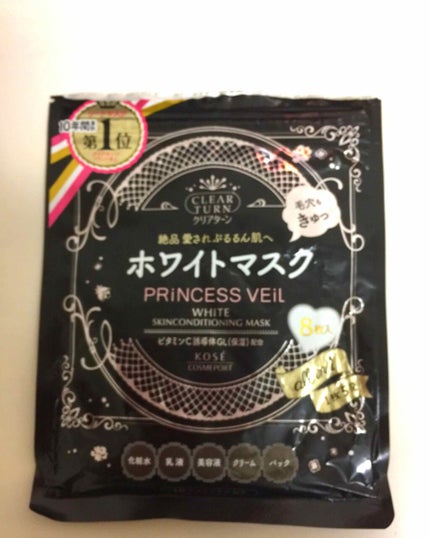 10年間
第1位
CLEAR
TURN
クリアターン
毛穴も
きゅっ
絶品 愛されぷるるん肌へ
ホワイトマスク
PRiNCESS VEiL
WHiTE
SKINCONDITIONING MASK
8枚入
ビタミンC誘導体GL(保湿)配合
KOSÉ
COSMEPORT
化粧水
乳液
美容液
クリーム
パック